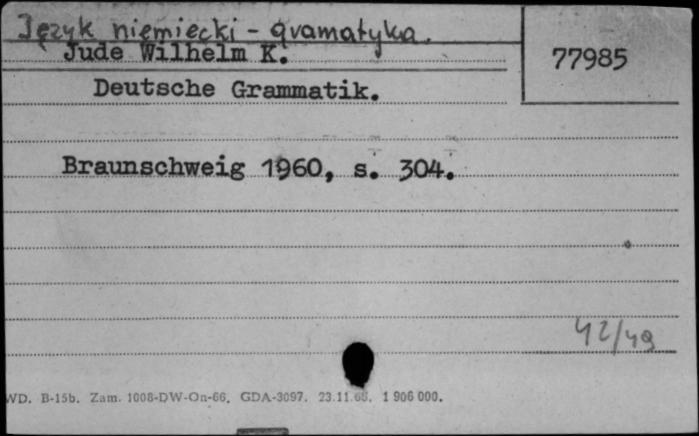 Język niemiecki - gramatyka.
Jude Wilhelm K.
77985
Deutsche Grammatik.
Braunschweig 1960, s. 304.
42/49
WD. B-15b. Zam. 1008-DW-On-66. GDA-3097. 23.11.66. 1 906 000.